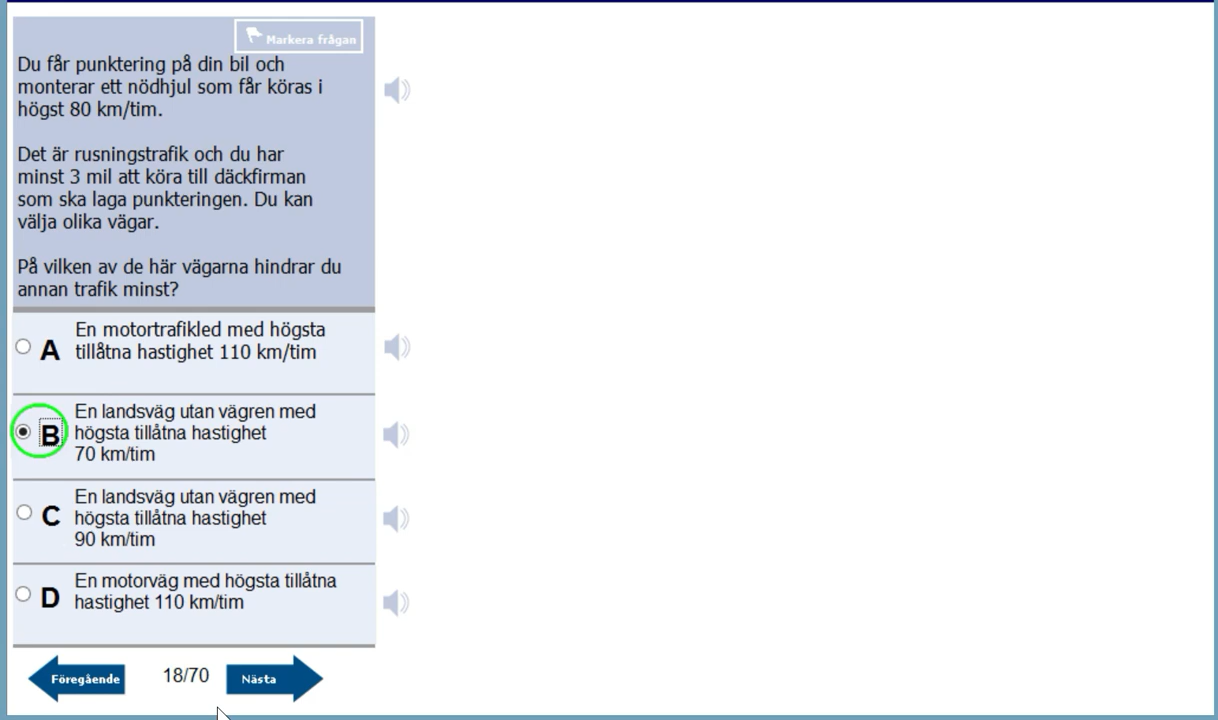 Markera frågan
Du får punktering på din bil och
monterar ett nödhjul som får köras i
högst 80 km/tim.
Det är rusningstrafik och du har
minst 3 mil att köra till däckfirman
som ska laga punkteringen. Du kan
välja olika vägar.
På vilken av de här vägarna hindrar du
annan trafik minst?
A
En motortrafikled med högsta
tillåtna hastighet 110 km/tim
B
En landsväg utan vägren med
högsta tillåtna hastighet
70 km/tim
C
En landsväg utan vägren med
högsta tillåtna hastighet
90 km/tim
D
En motorväg med högsta tillåtna
hastighet 110 km/tim
Föregående
18/70
Nästa